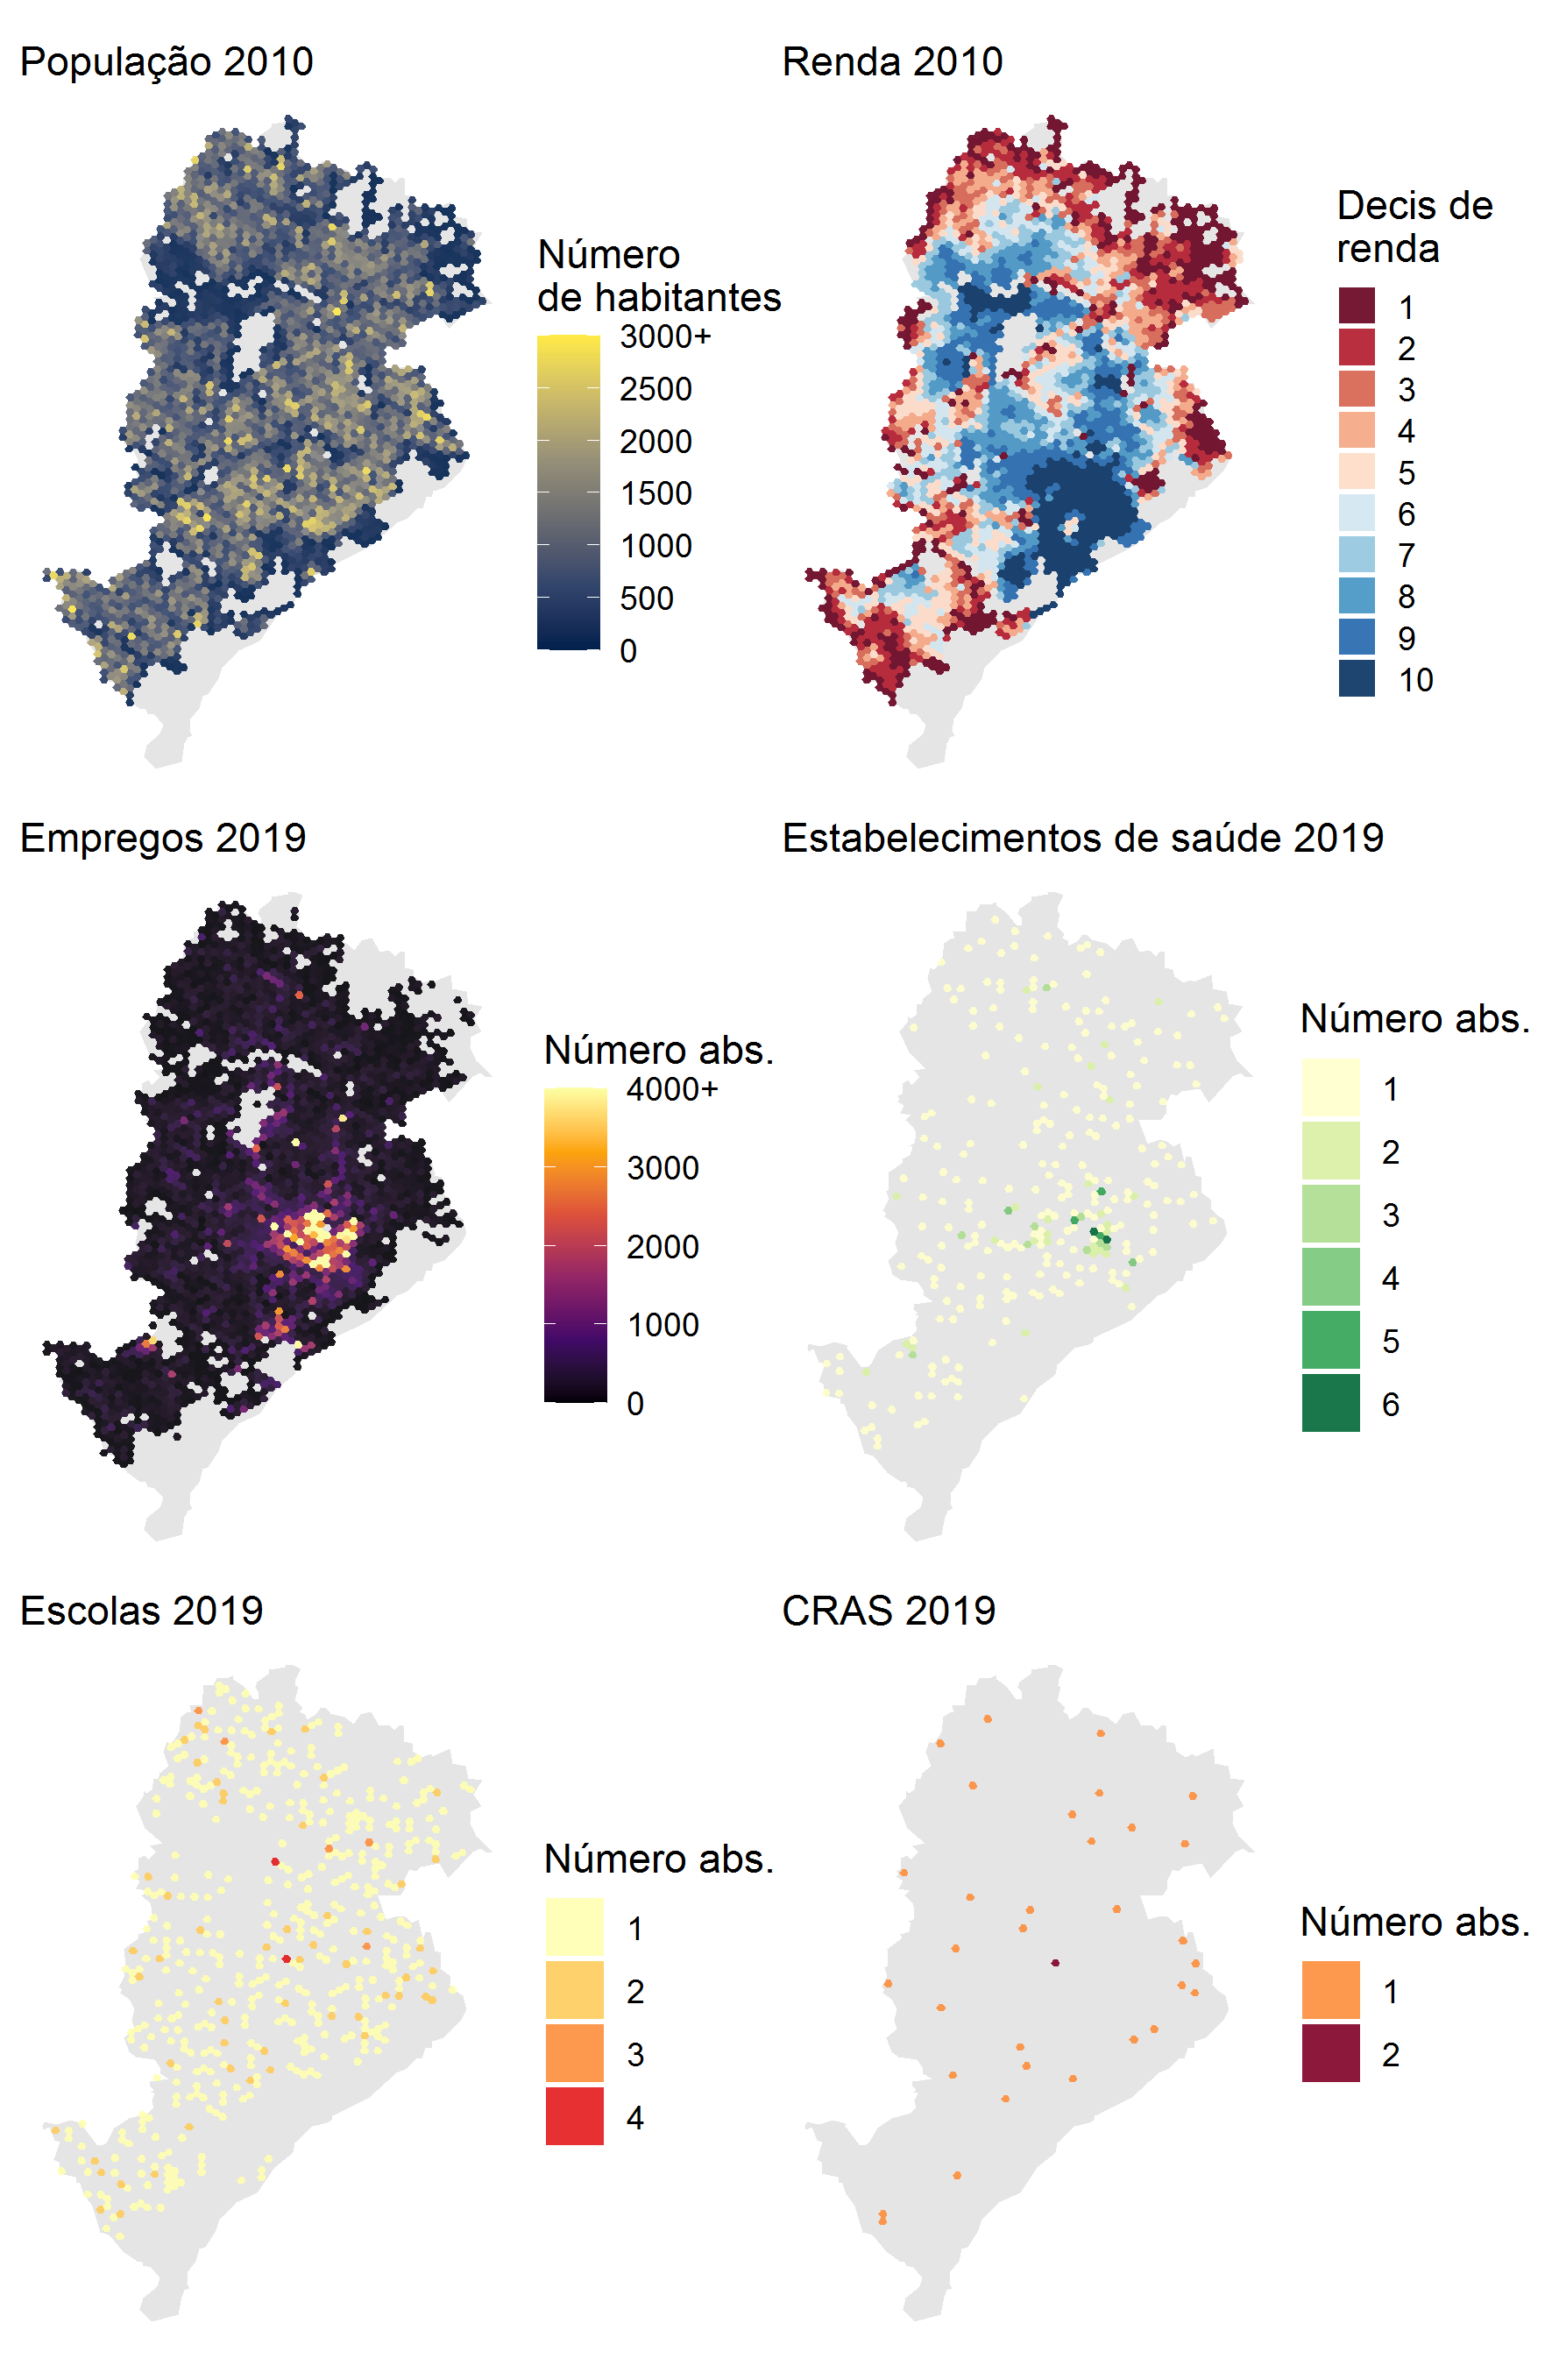 População 2010
Número
de habitantes
3000+
2500
2000
1500
1000
500
0
Renda 2010
Decis de
renda
1
2
3
4
5
6
7
8
9
10
Empregos 2019
Número abs.
4000+
3000
2000
1000
0
Estabelecimentos de saúde 2019
Número abs.
1
2
3
4
5
6
Escolas 2019
Número abs.
1
2
3
4
CRAS 2019
Número abs.
1
2